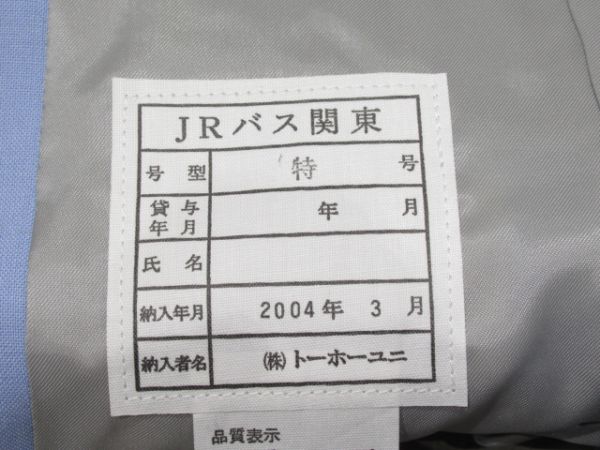 JRバス関東
号型 特 号
貸与年月 年 月
氏名
納入年月 2004年 3月
納入者名 (株)トーホーユニ
品質表示